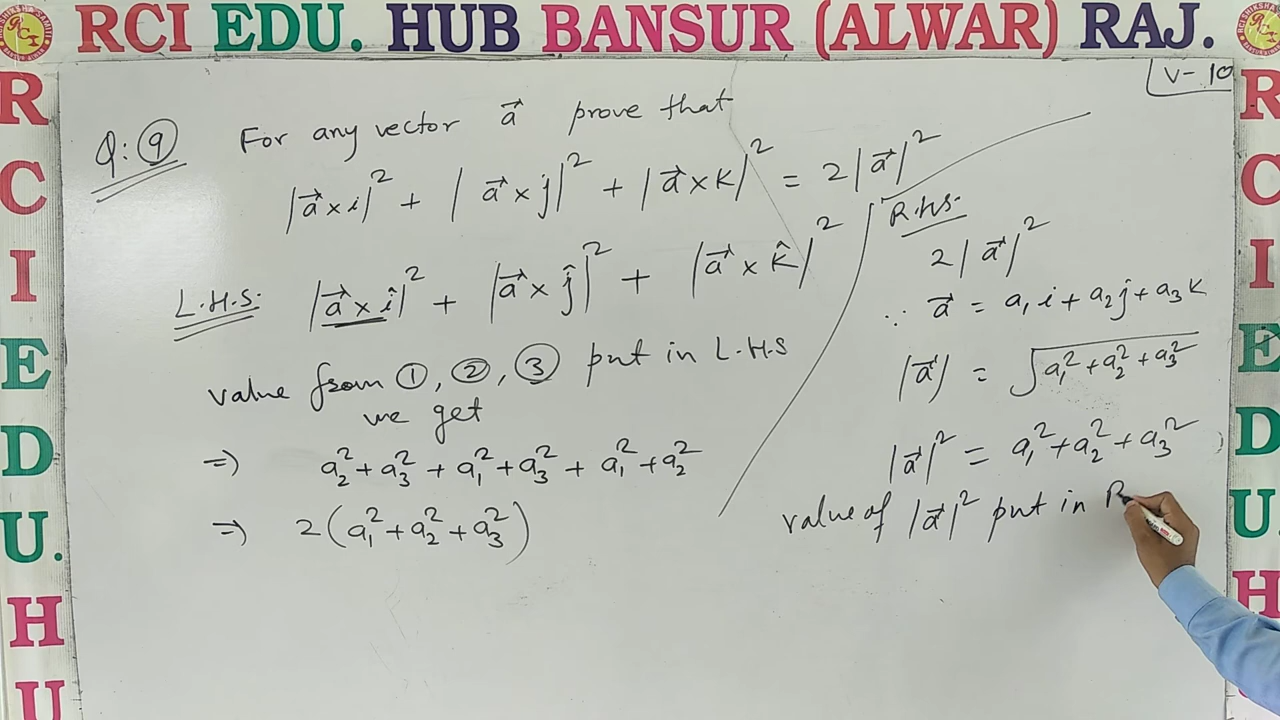 RCI EDU. HUB BANSUR (ALWAR) RAJ.
R
C
I
E
D
U.
H
U
V-10
Q:9 For any vector a⃗ prove that
|a⃗×i|² + |a⃗×j|² + |a⃗×k|² = 2|a⃗|²
L.H.S. |a⃗×î|² + |a⃗×ĵ|² + |a⃗×k̂|²
value from ①, ②, ③ put in L.H.S
we get
⇒ a₂²+a₃²+a₁²+a₃²+a₁²+a₂²
⇒ 2(a₁²+a₂²+a₃²)
R.H.S.
2|a⃗|²
∵ a⃗ = a₁i+a₂j+a₃k
|a⃗| = √(a₁²+a₂²+a₃²)
|a⃗|² = a₁²+a₂²+a₃²
value of |a⃗|² put in R
R
C
I
E
D
U.
H
U